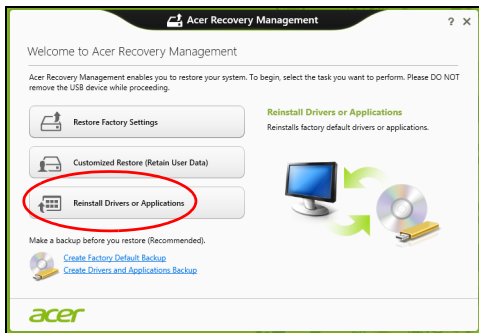 Acer Recovery Management
? X
Welcome to Acer Recovery Management
Acer Recovery Management enables you to restore your system. To begin, select the task you want to perform. Please DO NOT
remove the USB device while proceeding.
Restore Factory Settings
Customized Restore (Retain User Data)
Reinstall Drivers or Applications
Reinstall Drivers or Applications
Reinstalls factory default drivers or applications.
Make a backup before you restore (Recommended).
Create Factory Default Backup
Create Drivers and Applications Backup
acer